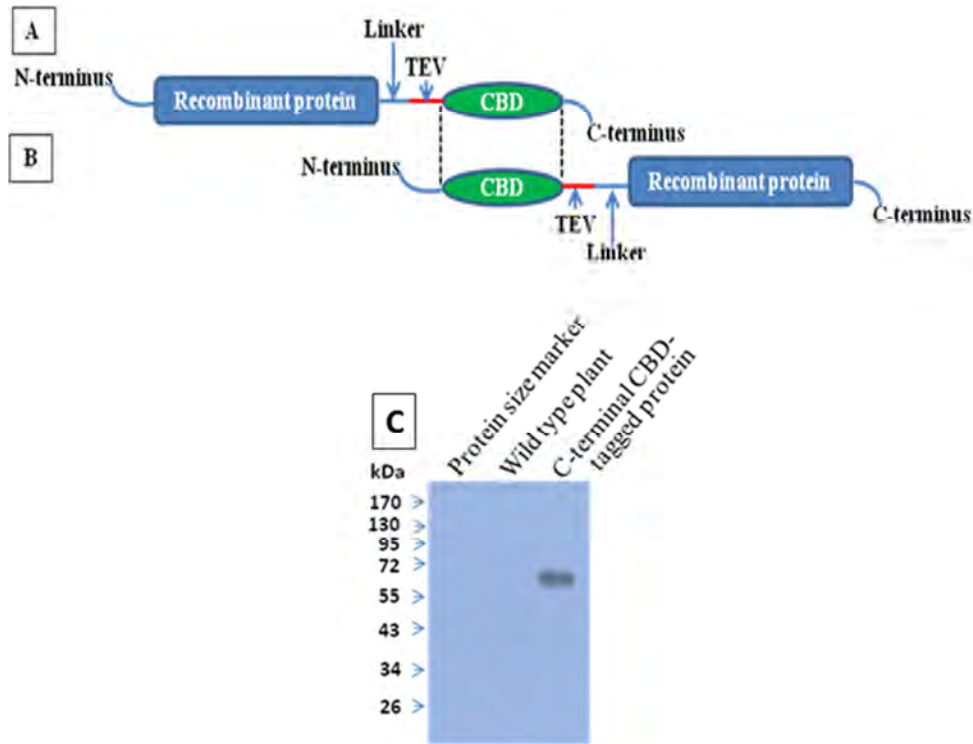 A
Linker
TEV
N-terminus
Recombinant protein
CBD
C-terminus
B
N-terminus
CBD
Recombinant protein
TEV
C-terminus
Linker
C
Protein size marker
Wild type plant
C-terminal CBD-
tagged protein
kDa
170
130
95
72
55
43
34
26